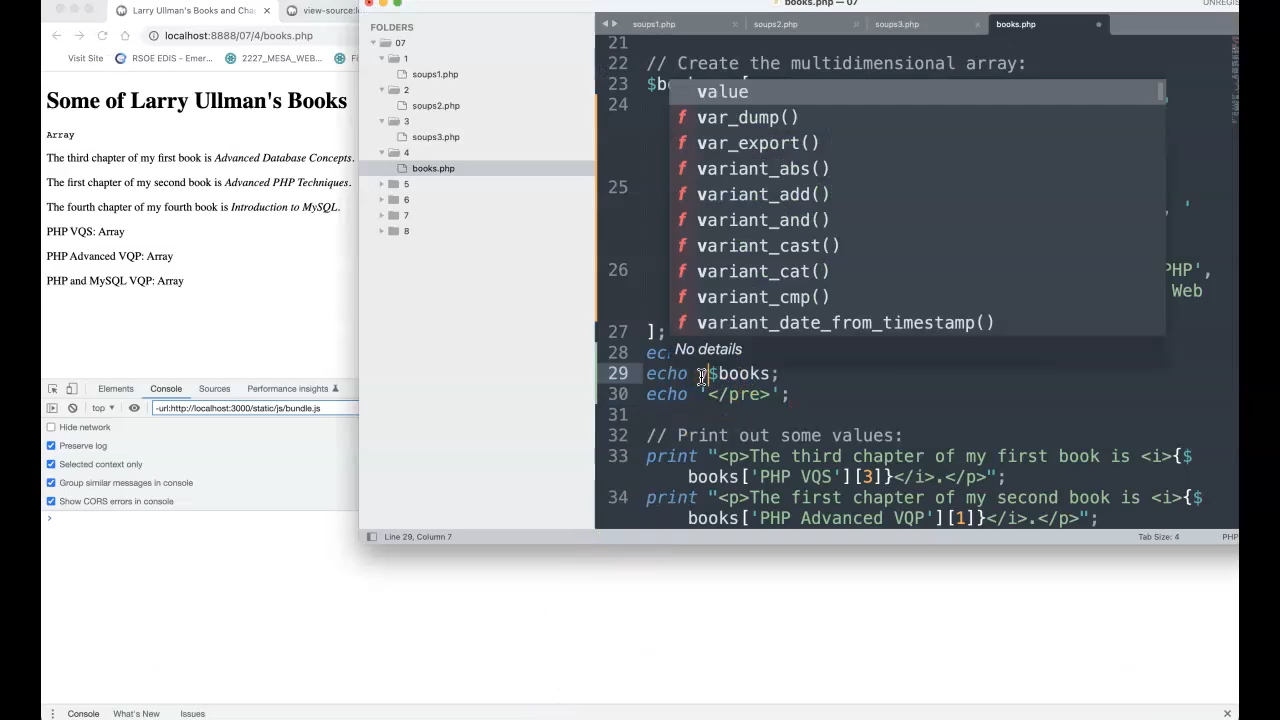 Larry Ullman's Books and Cha
view-source:l
localhost:8888/07/4/books.php
Visit Site
RSOE EDIS - Emer...
2227_MESA_WEB...
Some of Larry Ullman's Books
Array
The third chapter of my first book is Advanced Database Concepts.
The first chapter of my second book is Advanced PHP Techniques.
The fourth chapter of my fourth book is Introduction to MySQL.
PHP VQS: Array
PHP Advanced VQP: Array
PHP and MySQL VQP: Array
Elements Console Sources Performance insights
top
-url:http://localhost:3000/static/js/bundle.js
Hide network
Preserve log
Selected context only
Group similar messages in console
Show CORS errors in console
Console What's New Issues
books.php — 07
UNREGIS
FOLDERS
07
1
soups1.php
2
soups2.php
3
soups3.php
4
books.php
5
6
7
8
soups1.php soups2.php soups3.php books.php
21
22 // Create the multidimensional array:
23 $bo
24
25 , '
26 PHP',
Web
27 ];
28 ec
29 echo $books;
30 echo '</pre>';
31
32 // Print out some values:
33 print "<p>The third chapter of my first book is <i>{$
books['PHP VQS'][3]}</i>.</p>";
34 print "<p>The first chapter of my second book is <i>{$
books['PHP Advanced VQP'][1]}</i>.</p>";
value
f var_dump()
f var_export()
f variant_abs()
f variant_add()
f variant_and()
f variant_cast()
f variant_cat()
f variant_cmp()
f variant_date_from_timestamp()
No details
Line 29, Column 7
Tab Size: 4
PHP